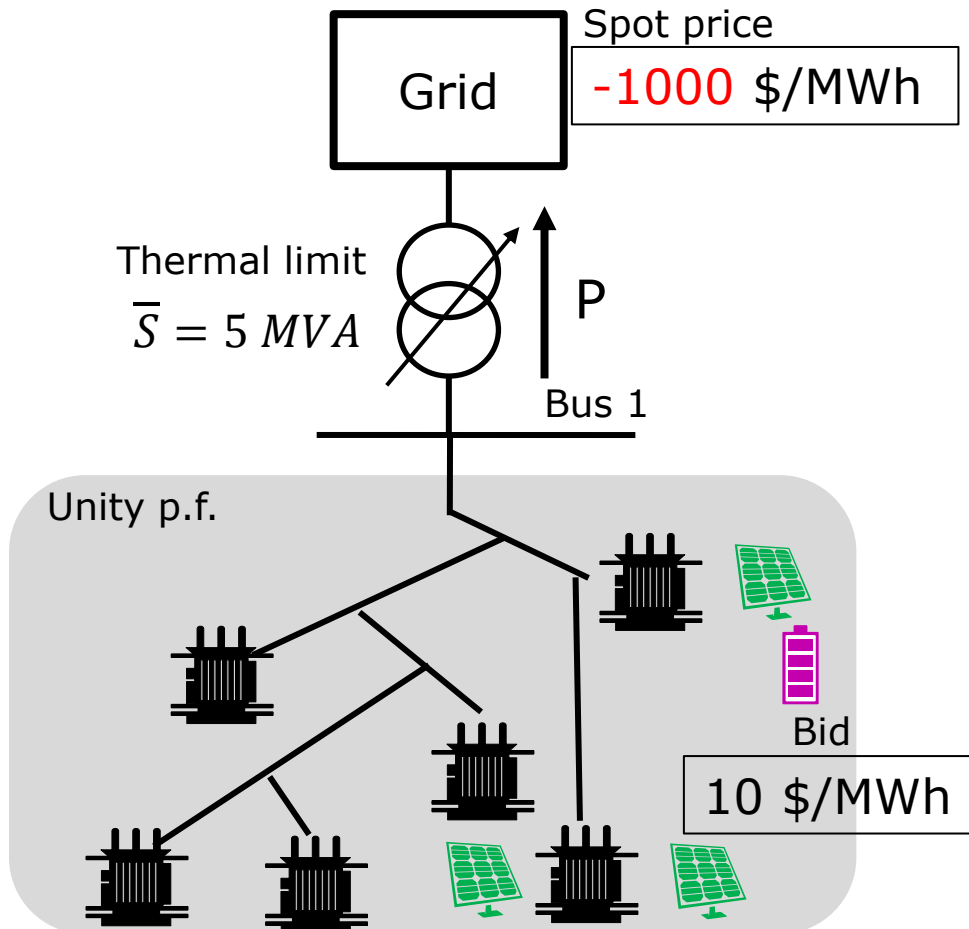 Spot price
Grid
-1000 $/MWh
Thermal limit
S̅ = 5 MVA
P
Bus 1
Unity p.f.
Bid
10 $/MWh